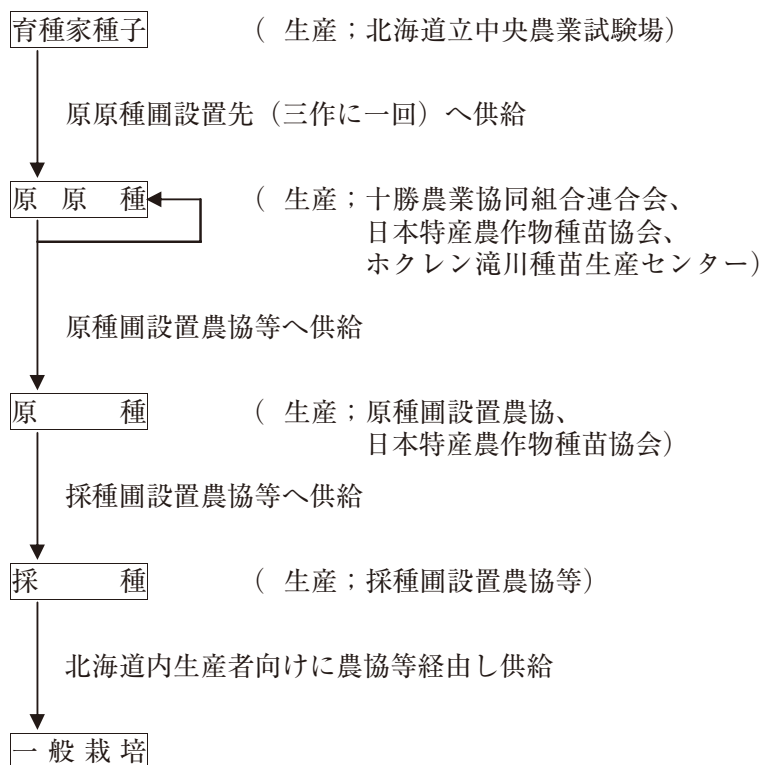 育種家種子 （ 生産；北海道立中央農業試験場）
原原種圃設置先（三作に一回）へ供給
原原種 （ 生産；十勝農業協同組合連合会、
日本特産農作物種苗協会、
ホクレン滝川種苗生産センター）
原種圃設置農協等へ供給
原種 （ 生産；原種圃設置農協、
日本特産農作物種苗協会）
採種圃設置農協等へ供給
採種 （ 生産；採種圃設置農協等）
北海道内生産者向けに農協等経由し供給
一般栽培